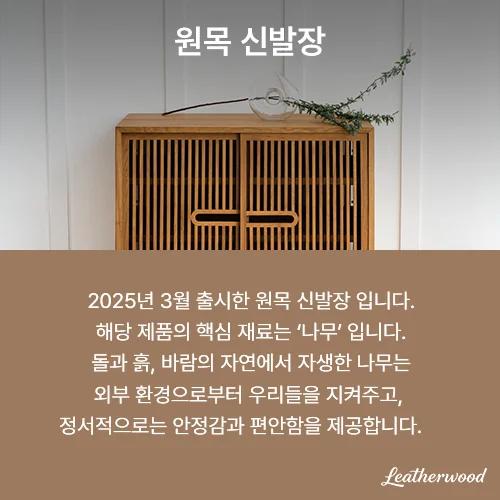 원목 신발장
2025년 3월 출시한 원목 신발장 입니다.
해당 제품의 핵심 재료는 ‘나무’ 입니다.
돌과 흙, 바람의 자연에서 자생한 나무는
외부 환경으로부터 우리들을 지켜주고,
정서적으로는 안정감과 편안함을 제공합니다.
Leatherwood